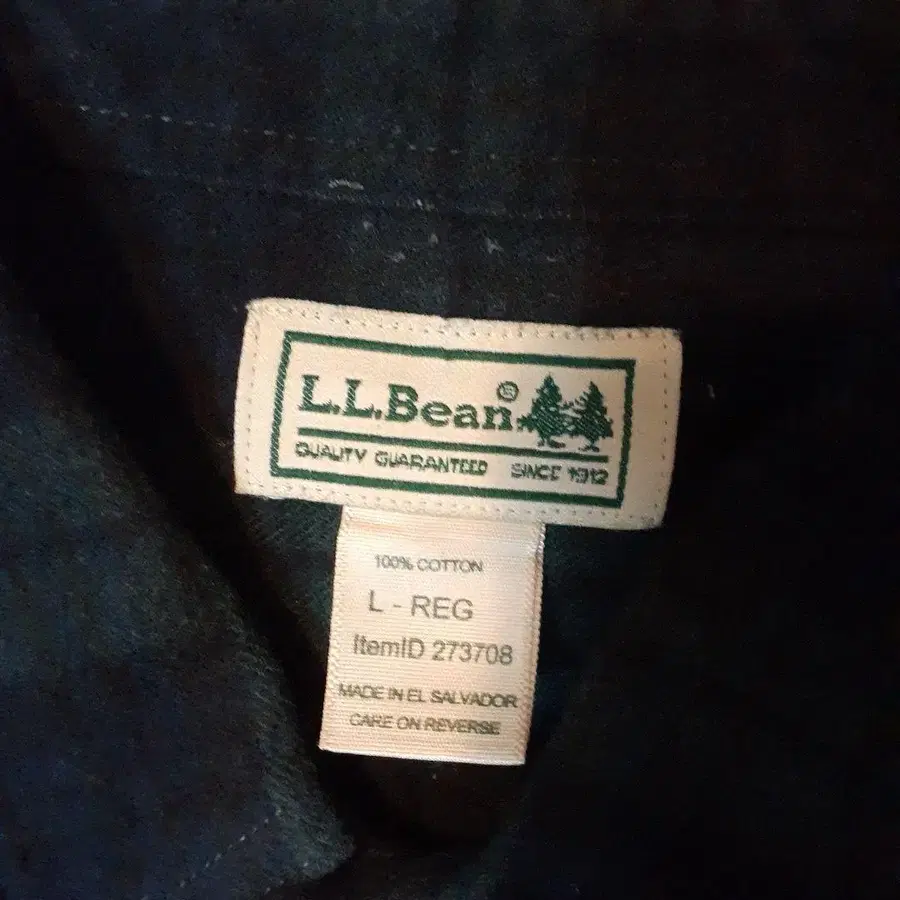 L.L.Bean®
QUALITY GUARANTEED SINCE 1912
100% COTTON
L - REG
ItemID 273708
MADE IN EL SALVADOR
CARE ON REVERSE